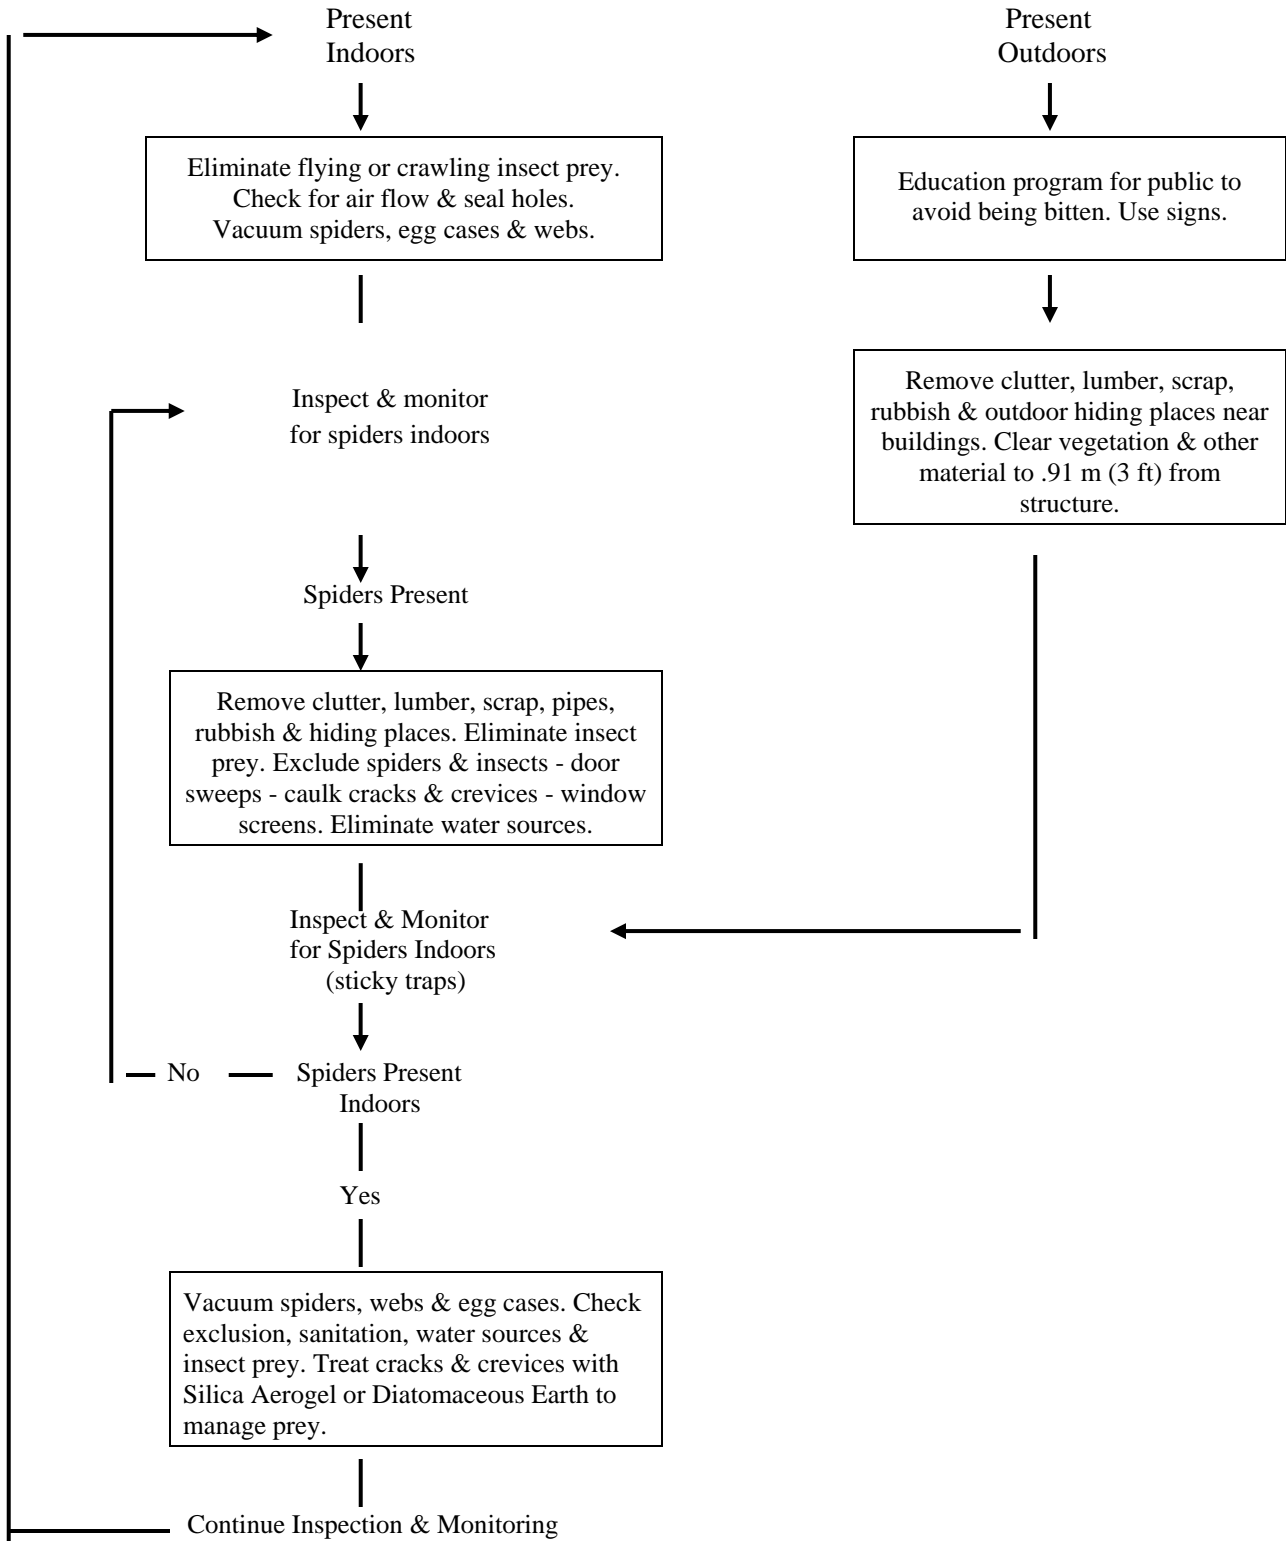 Present
Indoors
Present
Outdoors
Eliminate flying or crawling insect prey.
Check for air flow & seal holes.
Vacuum spiders, egg cases & webs.
Education program for public to
avoid being bitten. Use signs.
Inspect & monitor
for spiders indoors
Remove clutter, lumber, scrap,
rubbish & outdoor hiding places near
buildings. Clear vegetation & other
material to .91 m (3 ft) from
structure.
Spiders Present
Remove clutter, lumber, scrap, pipes,
rubbish & hiding places. Eliminate insect
prey. Exclude spiders & insects - door
sweeps - caulk cracks & crevices - window
screens. Eliminate water sources.
Inspect & Monitor
for Spiders Indoors
(sticky traps)
No
Spiders Present
Indoors
Yes
Vacuum spiders, webs & egg cases. Check
exclusion, sanitation, water sources &
insect prey. Treat cracks & crevices with
Silica Aerogel or Diatomaceous Earth to
manage prey.
Continue Inspection & Monitoring